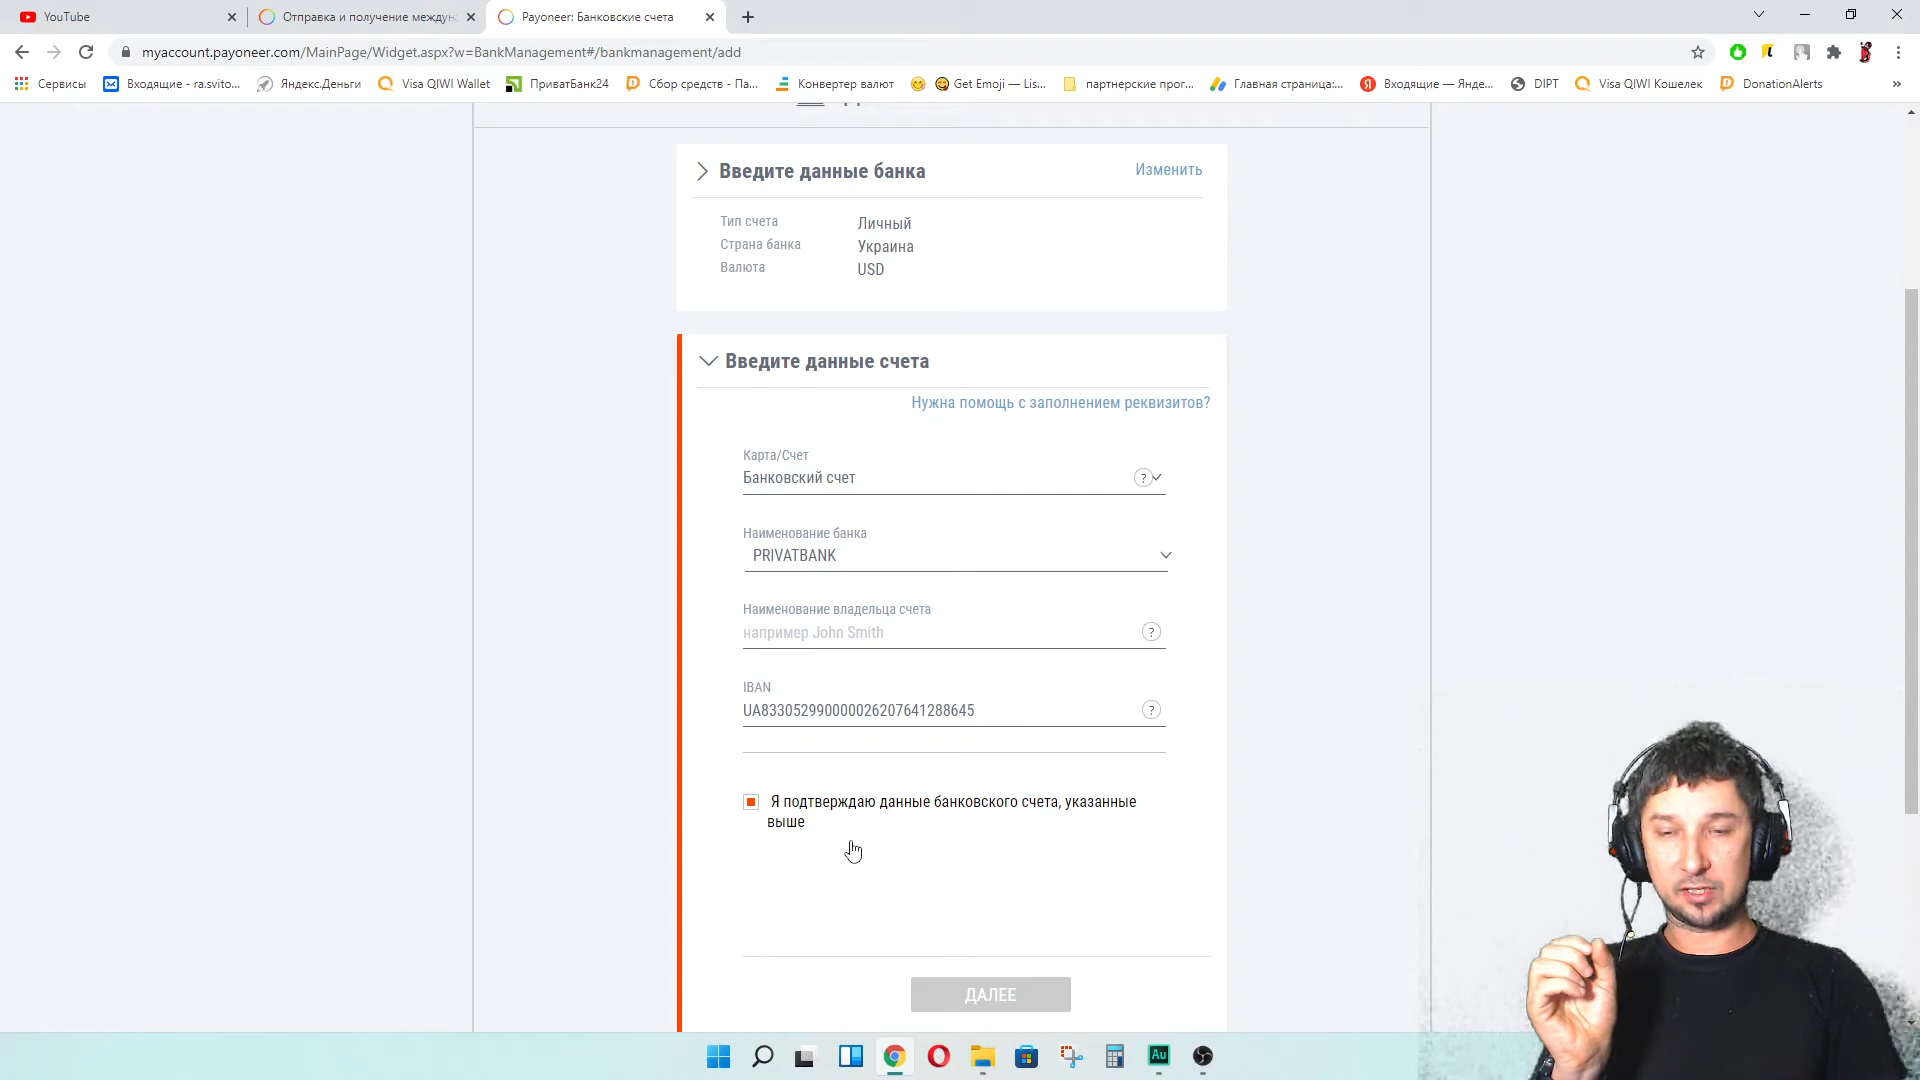 YouTube
Отправка и получение междуна
Payoneer: Банковские счета
myaccount.payoneer.com/MainPage/Widget.aspx?w=BankManagement#/bankmanagement/add
Сервисы
Входящие - ra.svito...
Яндекс.Деньги
Visa QIWI Wallet
ПриватБанк24
Сбор средств - Па...
Конвертер валют
Get Emoji — Lis...
партнерские прог...
Главная страница:...
Входящие — Янде...
DIPT
Visa QIWI Кошелек
DonationAlerts
»
Введите данные банка
Изменить
Тип счета Личный
Страна банка Украина
Валюта USD
Введите данные счета
Нужна помощь с заполнением реквизитов?
Карта/Счет
Банковский счет
?
Наименование банка
PRIVATBANK
Наименование владельца счета
например John Smith
?
IBAN
UA833052990000026207641288645
?
Я подтверждаю данные банковского счета, указанные
выше
ДАЛЕЕ
Au